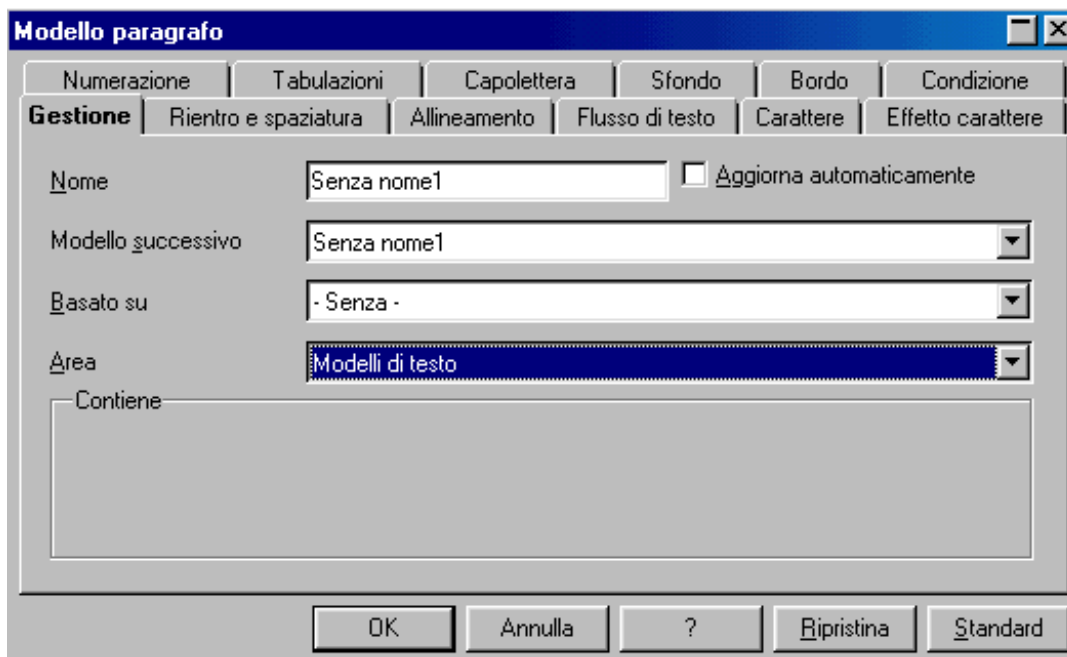 Modello paragrafo
Numerazione Tabulazioni Capolettera Sfondo Bordo Condizione
Gestione Rientro e spaziatura Allineamento Flusso di testo Carattere Effetto carattere
Nome Senza nome1 Aggiorna automaticamente
Modello successivo Senza nome1
Basato su - Senza -
Area Modelli di testo
Contiene
OK Annulla ? Ripristina Standard